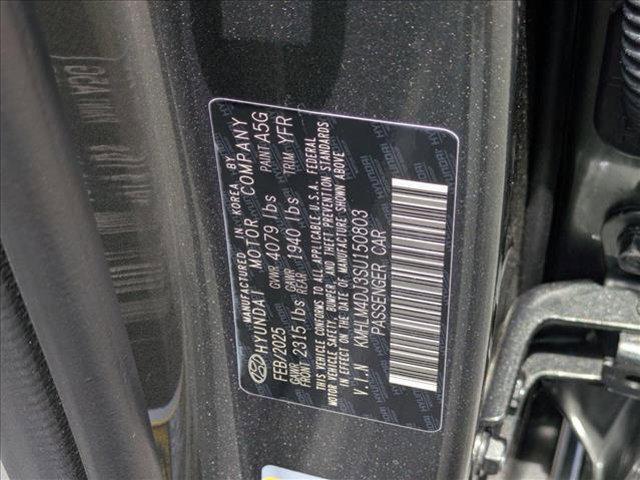 MANUFACTURED IN KOREA BY
HYUNDAI MOTOR COMPANY
FEB/2025 GVWR 4079 lbs PAINT A5G
GAWR FRONT 2315 lbs GAWR REAR 1940 lbs TRIM YFR
THIS VEHICLE CONFORMS TO ALL APPLICABLE U.S.A. FEDERAL
MOTOR VEHICLE SAFETY, BUMPER, AND THEFT PREVENTION STANDARDS
IN EFFECT ON THE DATE OF MANUFACTURE SHOWN ABOVE.
V.I.N KMHLM4DJ3SU150803
PASSENGER CAR